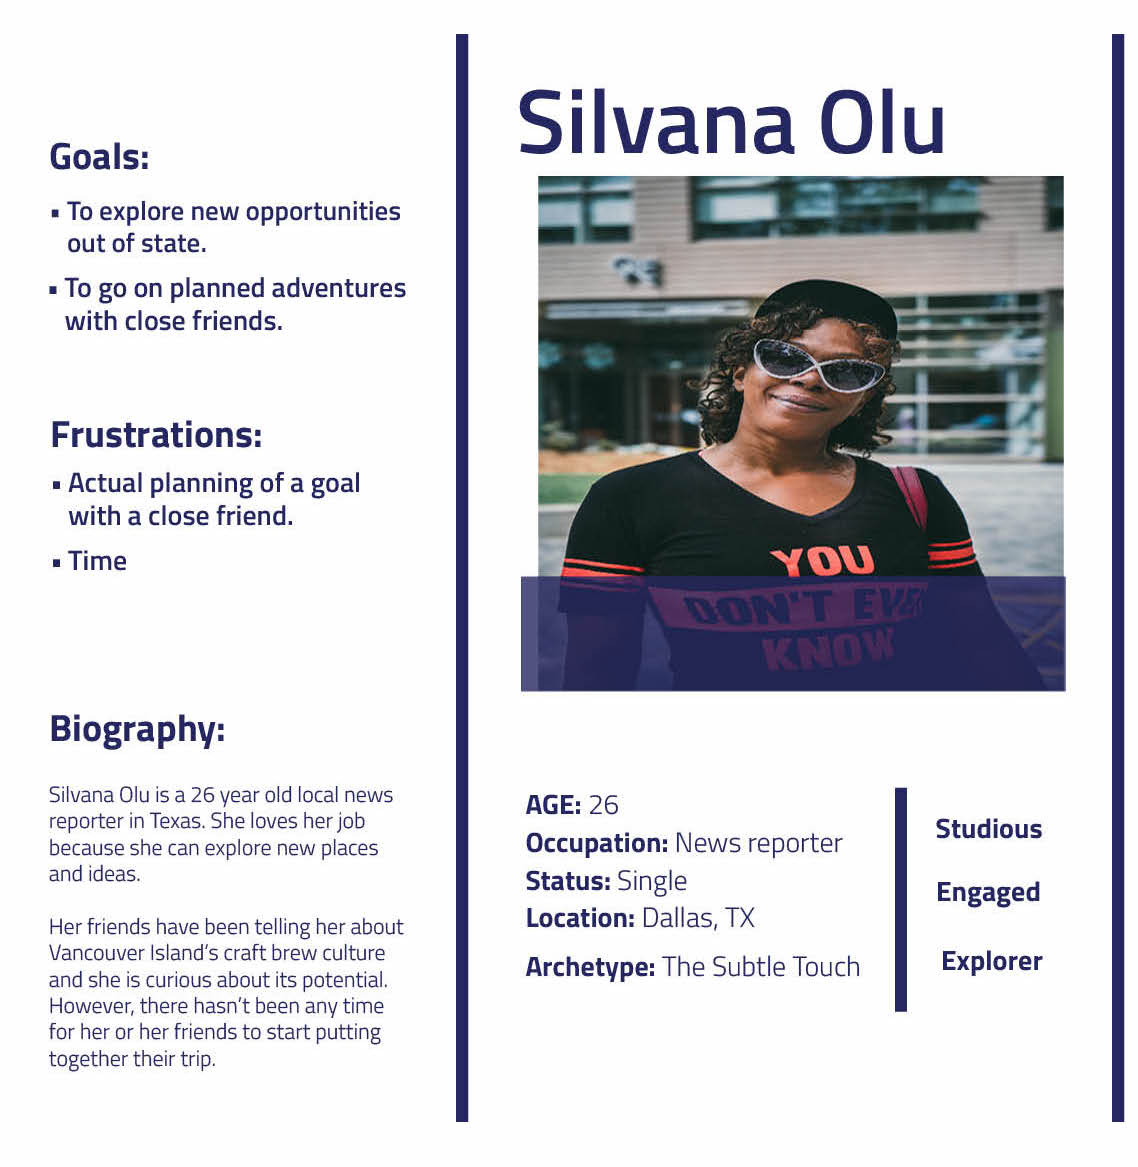 Goals:
▪ To explore new opportunities
out of state.
▪ To go on planned adventures
with close friends.
Frustrations:
▪ Actual planning of a goal
with a close friend.
▪ Time
Biography:
Silvana Olu is a 26 year old local news
reporter in Texas. She loves her job
because she can explore new places
and ideas.
Her friends have been telling her about
Vancouver Island’s craft brew culture
and she is curious about its potential.
However, there hasn’t been any time
for her or her friends to start putting
together their trip.
Silvana Olu
YOU
DON'T EVEN
KNOW
AGE: 26
Occupation: News reporter
Status: Single
Location: Dallas, TX
Archetype: The Subtle Touch
Studious
Engaged
Explorer